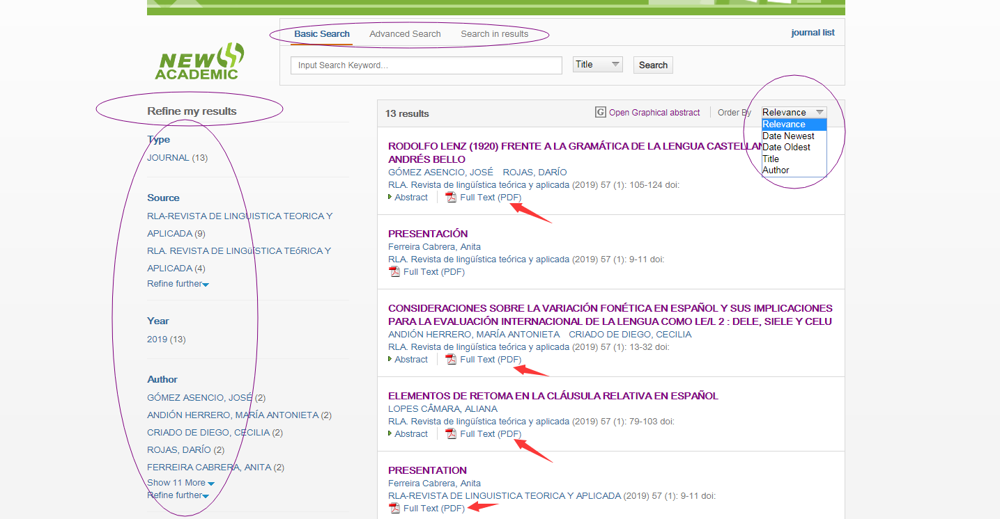 Basic Search Advanced Search Search in results journal list
NEW
ACADEMIC
Input Search Keyword... Title Search
Refine my results
Type
JOURNAL (13)
Source
RLA-REVISTA DE LINGUISTICA TEORICA Y
APLICADA (9)
RLA. REVISTA DE LINGüíSTICA TEóRICA Y
APLICADA (4)
Refine further
Year
2019 (13)
Author
GÓMEZ ASENCIO, JOSÉ (2)
ANDIÓN HERRERO, MARÍA ANTONIETA (2)
CRIADO DE DIEGO, CECILIA (2)
ROJAS, DARÍO (2)
FERREIRA CABRERA, ANITA (2)
Show 11 More
Refine further
13 results G Open Graphical abstract Order By Relevance
Relevance
Date Newest
Date Oldest
Title
Author
RODOLFO LENZ (1920) FRENTE A LA GRAMÁTICA DE LA LENGUA
ANDRÉS BELLO
GÓMEZ ASENCIO, JOSÉ ROJAS, DARÍO
RLA. Revista de lingüística teórica y aplicada (2019) 57 (1): 105-124 doi:
Abstract Full Text (PDF)
PRESENTACIÓN
Ferreira Cabrera, Anita
RLA. Revista de lingüística teórica y aplicada (2019) 57 (1): 9-11 doi:
Full Text (PDF)
CONSIDERACIONES SOBRE LA VARIACIÓN FONÉTICA EN ESPAÑOL Y SUS IMPLICACIONES
PARA LA EVALUACIÓN INTERNACIONAL DE LA LENGUA COMO LE/L 2 : DELE, SIELE Y CELU
ANDIÓN HERRERO, MARÍA ANTONIETA CRIADO DE DIEGO, CECILIA
RLA. Revista de lingüística teórica y aplicada (2019) 57 (1): 13-32 doi:
Abstract Full Text (PDF)
ELEMENTOS DE RETOMA EN LA CLÁUSULA RELATIVA EN ESPAÑOL
LOPES CÂMARA, ALIANA
RLA. Revista de lingüística teórica y aplicada (2019) 57 (1): 79-103 doi:
Abstract Full Text (PDF)
PRESENTATION
Ferreira Cabrera, Anita
RLA-REVISTA DE LINGUISTICA TEORICA Y APLICADA (2019) 57 (1): 9-11 doi:
Full Text (PDF)